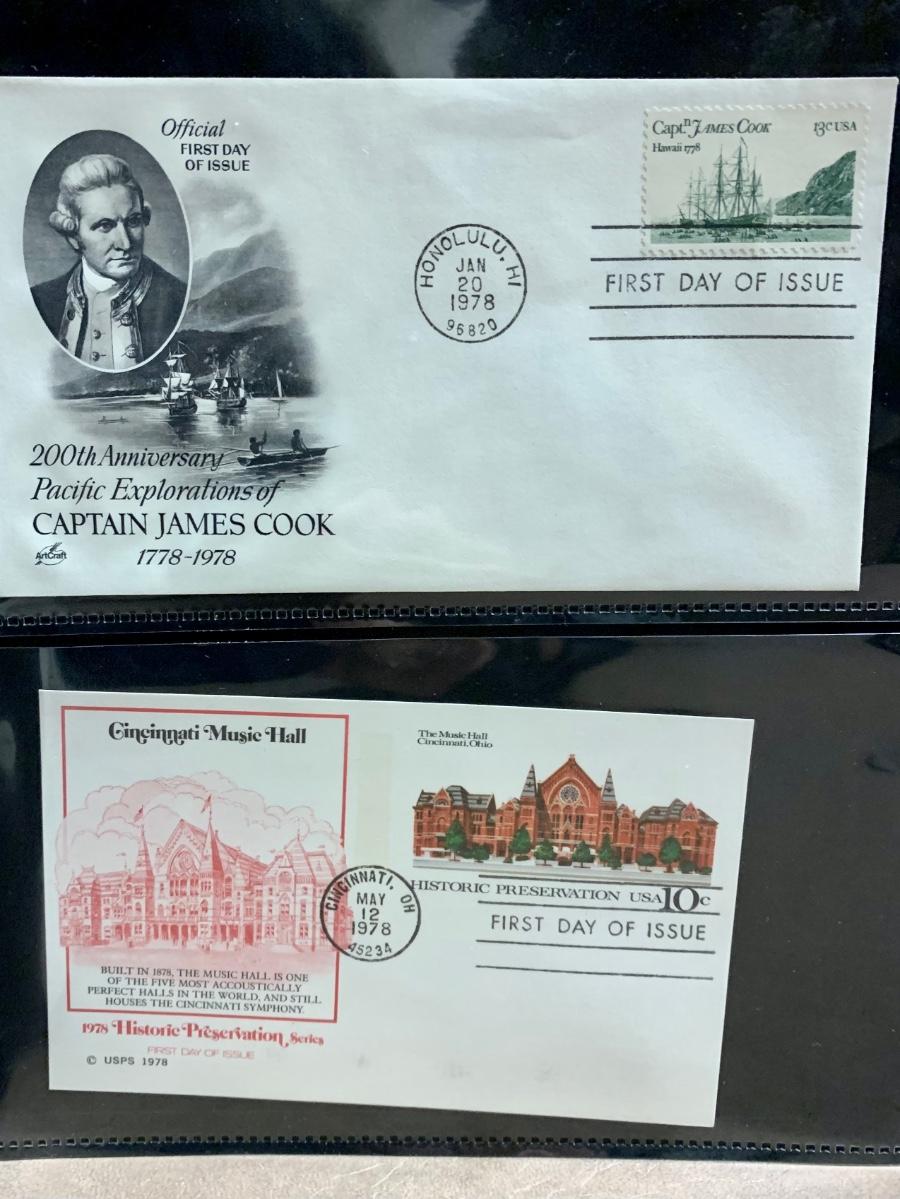 Official
FIRST DAY
OF ISSUE
Captn JAMES COOK 13c USA
Hawaii 1778
HONOLULU, HI
JAN
20
1978
96820
FIRST DAY OF ISSUE
200th Anniversary
Pacific Explorations of
CAPTAIN JAMES COOK
ArtCraft
1778-1978
Cincinnati Music Hall
The Music Hall
Cincinnati, Ohio
HISTORIC PRESERVATION USA 10c
CINCINNATI, OH
MAY
12
1978
45234
FIRST DAY OF ISSUE
BUILT IN 1878, THE MUSIC HALL IS ONE
OF THE FIVE MOST ACCOUSTICALLY
PERFECT HALLS IN THE WORLD, AND STILL
HOUSES THE CINCINNATI SYMPHONY.
1978 Historic Preservation Series
FIRST DAY OF ISSUE
© USPS 1978